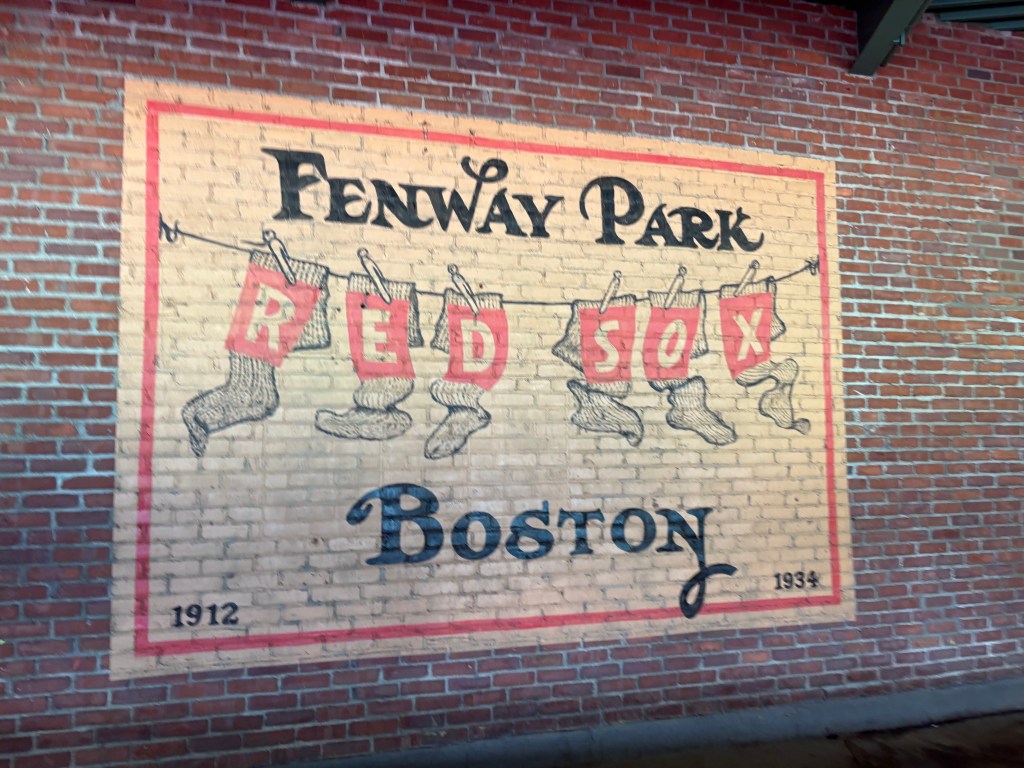 Fenway Park
RED SOX
Boston
1912 1934